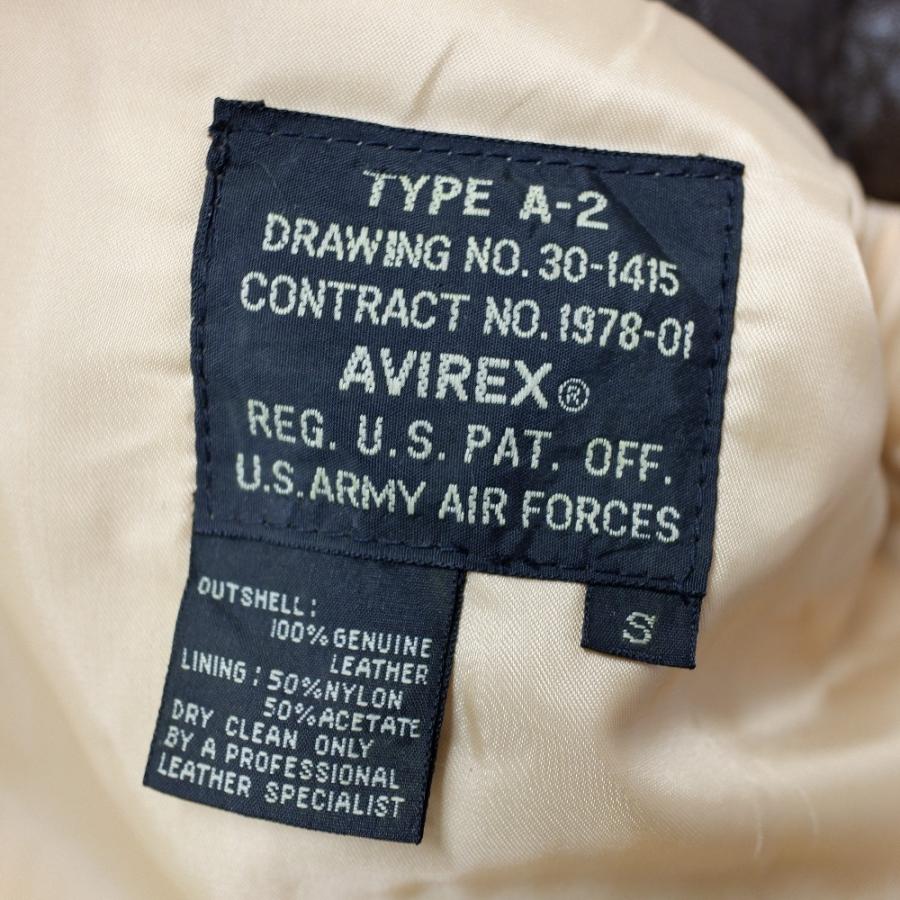 TYPE A-2
DRAWING NO. 30-1415
CONTRACT NO. 1978-01
AVIREX®
REG. U.S. PAT. OFF.
U.S. ARMY AIR FORCES
S
OUTSHELL:
100% GENUINE
LEATHER
LINING: 50% NYLON
50% ACETATE
DRY CLEAN ONLY
BY A PROFESSIONAL
LEATHER SPECIALIST